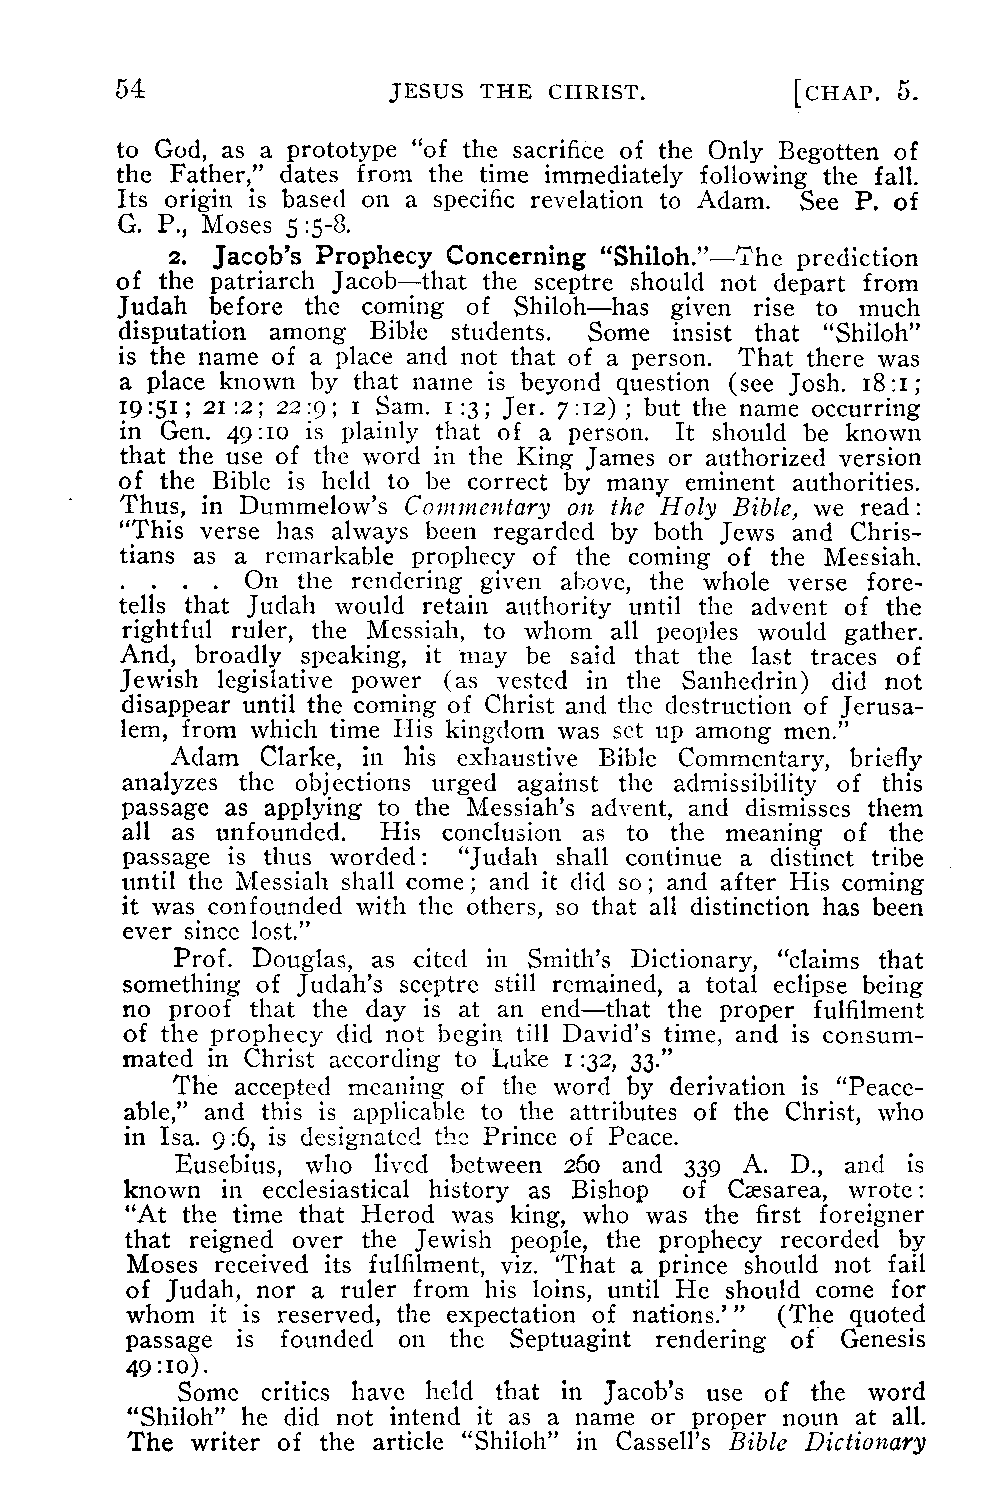 54 JESUS THE CHRIST. [CHAP. 5.
to God, as a prototype “of the sacrifice of the Only Begotten of
the Father,” dates from the time immediately following the fall.
Its origin is based on a specific revelation to Adam. See P. of
G. P., Moses 5:5-8.
2. Jacob’s Prophecy Concerning “Shiloh.”—The prediction
of the patriarch Jacob—that the sceptre should not depart from
Judah before the coming of Shiloh—has given rise to much
disputation among Bible students. Some insist that “Shiloh”
is the name of a place and not that of a person. That there was
a place known by that name is beyond question (see Josh. 18:1;
19:51; 21:2; 22:9; 1 Sam. 1:3; Jer. 7:12); but the name occurring
in Gen. 49:10 is plainly that of a person. It should be known
that the use of the word in the King James or authorized version
of the Bible is held to be correct by many eminent authorities.
Thus, in Dummelow’s Commentary on the Holy Bible, we read:
“This verse has always been regarded by both Jews and Chris-
tians as a remarkable prophecy of the coming of the Messiah.
. . . . On the rendering given above, the whole verse fore-
tells that Judah would retain authority until the advent of the
rightful ruler, the Messiah, to whom all peoples would gather.
And, broadly speaking, it may be said that the last traces of
Jewish legislative power (as vested in the Sanhedrin) did not
disappear until the coming of Christ and the destruction of Jerusa-
lem, from which time His kingdom was set up among men.”
Adam Clarke, in his exhaustive Bible Commentary, briefly
analyzes the objections urged against the admissibility of this
passage as applying to the Messiah’s advent, and dismisses them
all as unfounded. His conclusion as to the meaning of the
passage is thus worded: “Judah shall continue a distinct tribe
until the Messiah shall come; and it did so; and after His coming
it was confounded with the others, so that all distinction has been
ever since lost.”
Prof. Douglas, as cited in Smith’s Dictionary, “claims that
something of Judah’s sceptre still remained, a total eclipse being
no proof that the day is at an end—that the proper fulfilment
of the prophecy did not begin till David’s time, and is consum-
mated in Christ according to Luke 1:32, 33.”
The accepted meaning of the word by derivation is “Peace-
able,” and this is applicable to the attributes of the Christ, who
in Isa. 9:6, is designated the Prince of Peace.
Eusebius, who lived between 260 and 339 A. D., and is
known in ecclesiastical history as Bishop of Cæsarea, wrote:
“At the time that Herod was king, who was the first foreigner
that reigned over the Jewish people, the prophecy recorded by
Moses received its fulfilment, viz. ‘That a prince should not fail
of Judah, nor a ruler from his loins, until He should come for
whom it is reserved, the expectation of nations.’” (The quoted
passage is founded on the Septuagint rendering of Genesis
49:10).
Some critics have held that in Jacob’s use of the word
“Shiloh” he did not intend it as a name or proper noun at all.
The writer of the article “Shiloh” in Cassell’s Bible Dictionary